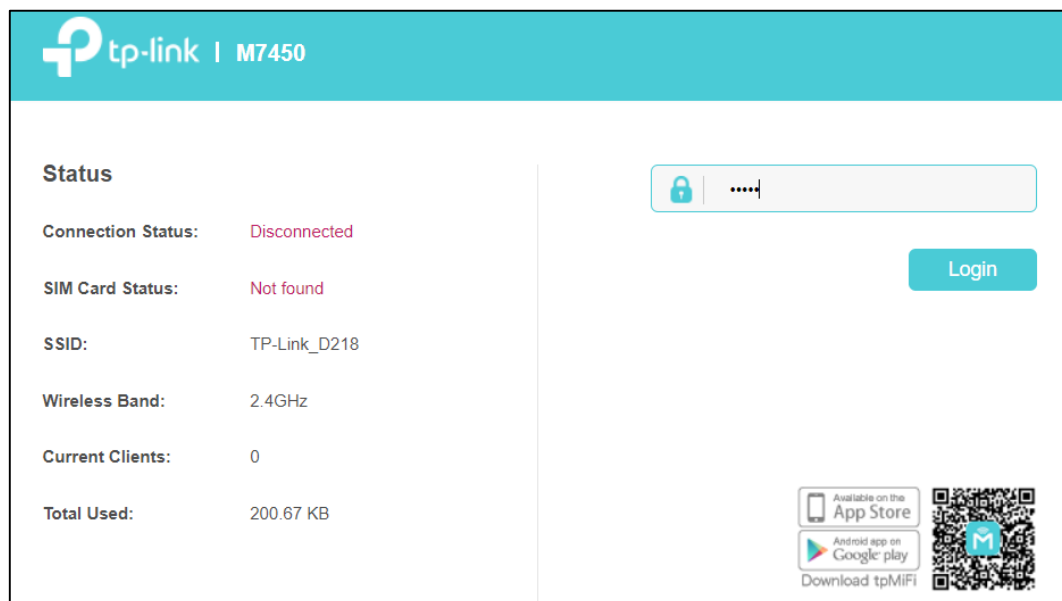 tp-link | M7450
Status
Connection Status: Disconnected
SIM Card Status: Not found
SSID: TP-Link_D218
Wireless Band: 2.4GHz
Current Clients: 0
Total Used: 200.67 KB
•••••
Login
Available on the
App Store
Android app on
Google play
Download tpMiFi
M